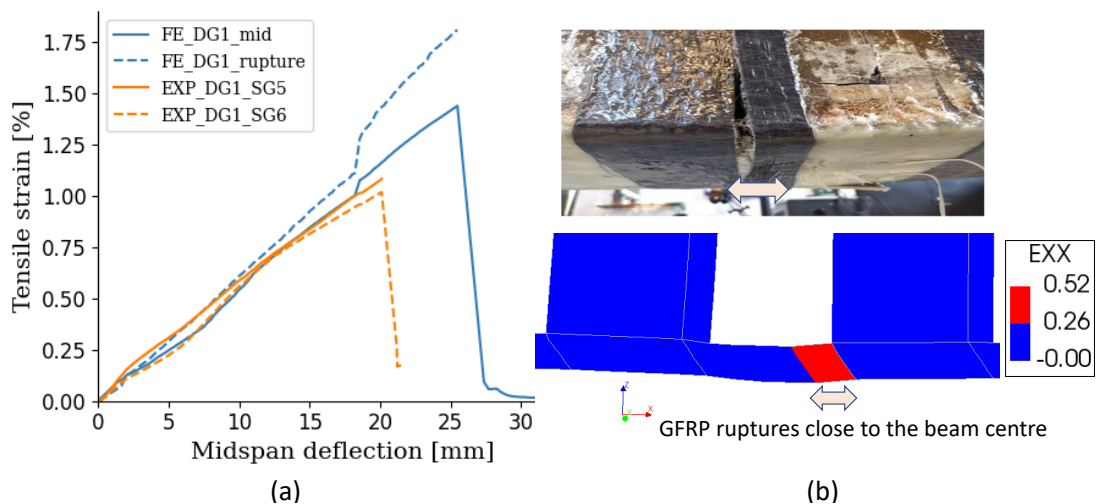 FE_DG1_mid
FE_DG1_rupture
EXP_DG1_SG5
EXP_DG1_SG6
Tensile strain [%]
1.75
1.50
1.25
1.00
0.75
0.50
0.25
0.00
0 5 10 15 20 25 30
Midspan deflection [mm]
(a)
EXX
0.52
0.26
-0.00
z
Y
X
GFRP ruptures close to the beam centre
(b)